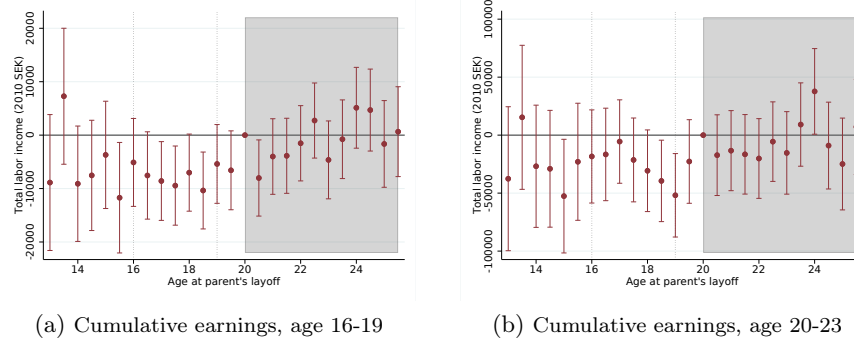 Total labor income (2010 SEK)
20000
10000
0
-10000
-20000
14 16 18 20 22 24
Age at parent's layoff
(a) Cumulative earnings, age 16-19
Total labor income (2010 SEK)
100000
50000
0
-50000
-100000
14 16 18 20 22 24
Age at parent's layoff
(b) Cumulative earnings, age 20-23